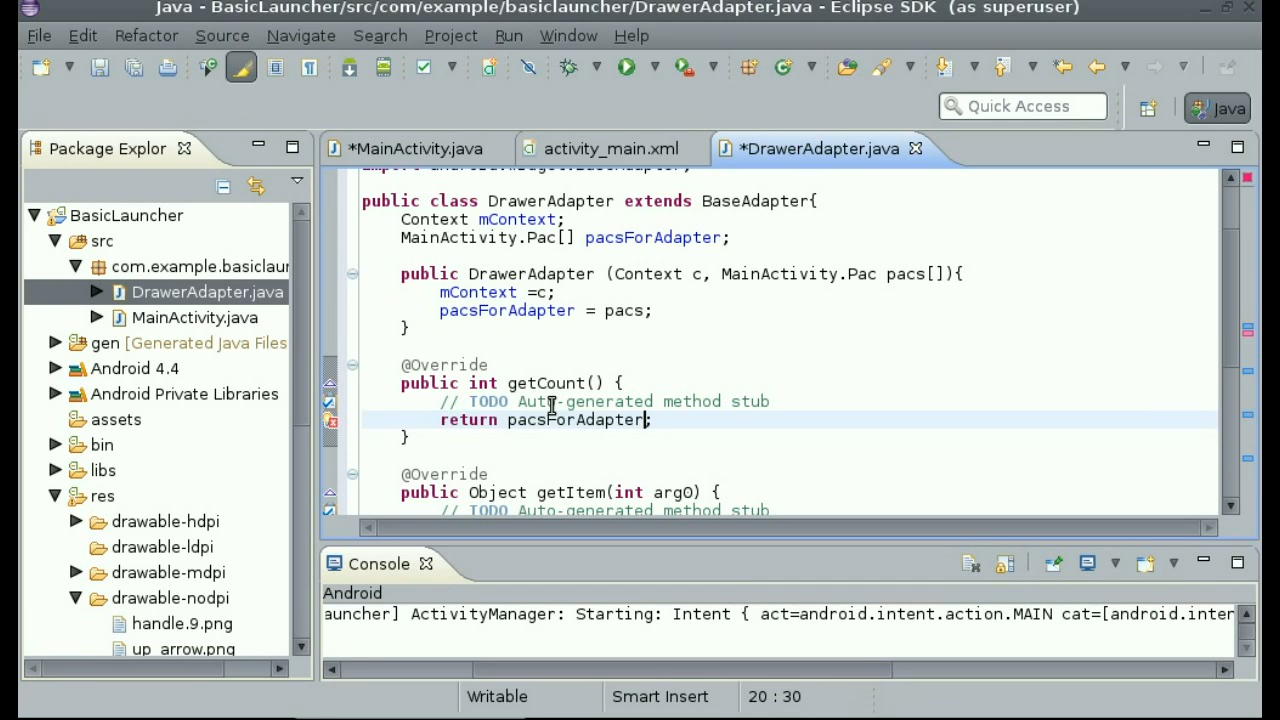 Java - BasicLauncher/src/com/example/basiclauncher/DrawerAdapter.java - Eclipse SDK (as superuser)
File Edit Refactor Source Navigate Search Project Run Window Help
Quick Access
Java
Package Explor
*MainActivity.java
activity_main.xml
*DrawerAdapter.java
BasicLauncher
src
com.example.basiclaun
DrawerAdapter.java
MainActivity.java
gen [Generated Java Files
Android 4.4
Android Private Libraries
assets
bin
libs
res
drawable-hdpi
drawable-ldpi
drawable-mdpi
drawable-nodpi
handle.9.png
up_arrow.png
import android.widget.BaseAdapter;
public class DrawerAdapter extends BaseAdapter{
Context mContext;
MainActivity.Pac[] pacsForAdapter;
public DrawerAdapter (Context c, MainActivity.Pac pacs[]){
mContext =c;
pacsForAdapter = pacs;
}
@Override
public int getCount() {
// TODO Auto-generated method stub
return pacsForAdapter;
}
@Override
public Object getItem(int arg0) {
// TODO Auto-generated method stub
Console
Android
auncher] ActivityManager: Starting: Intent { act=android.intent.action.MAIN cat=[android.inter
Writable
Smart Insert
20 : 30